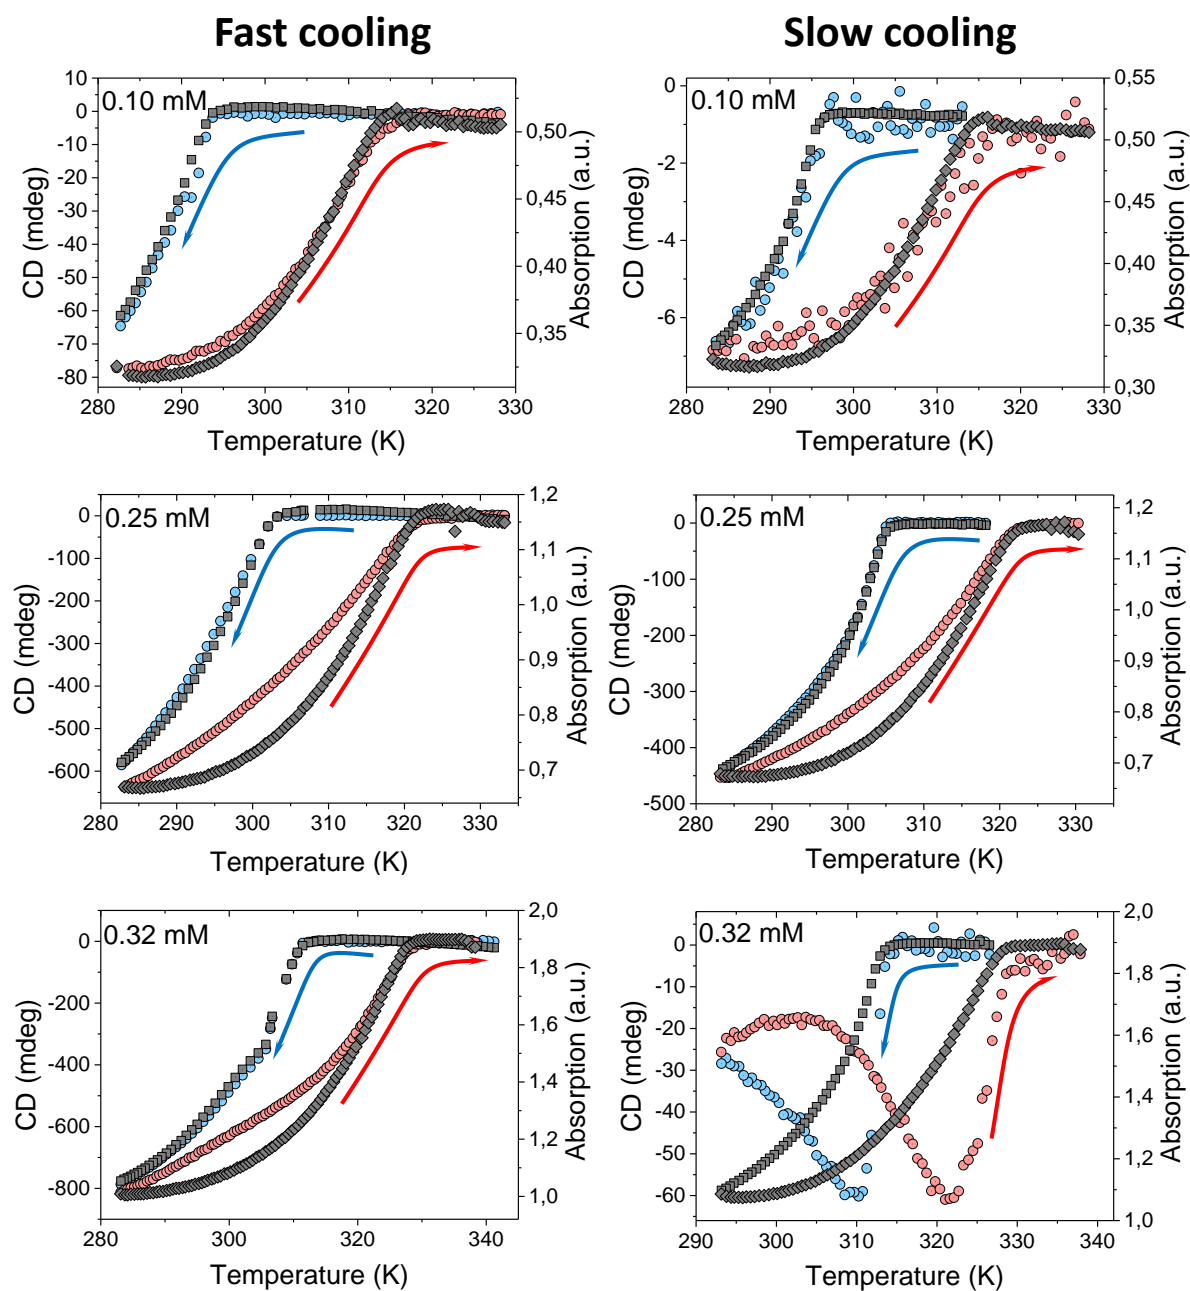 Fast cooling
Slow cooling
0.10 mM
10
0
-10
-20
-30
-40
-50
-60
-70
-80
CD (mdeg)
0.50
0,45
0,40
0,35
Absorption (a.u.)
280 290 300 310 320 330
Temperature (K)
0.10 mM
0
-2
-4
6
CD (mdeg)
0,55
0,50
0,45
0,40
0,35
0,30
Absorption (a.u.)
280 290 300 310 320 330
Temperature (K)
0.25 mM
0
-100
-200
-300
-400
-500
-600
CD (mdeg)
1,2
1,1
1,0
0,9
0,8
0,7
Absorption (a.u.)
280 290 300 310 320 330
Temperature (K)
0.25 mM
0
-100
-200
-300
-400
-500
CD (mdeg)
1,2
1,1
1,0
0,9
0,8
0,7
Absorption (a.u.)
280 290 300 310 320 330
Temperature (K)
0.32 mM
0
-200
-400
-600
-800
CD (mdeg)
2,0
1,8
1,6
1,4
1,2
1,0
Absorption (a.u.)
280 300 320 340
Temperature (K)
0.32 mM
0
-10
-20
-30
-40
-50
-60
CD (mdeg)
2,0
1,8
1,6
1,4
1,2
1,0
Absorption (a.u.)
290 300 310 320 330 340
Temperature (K)